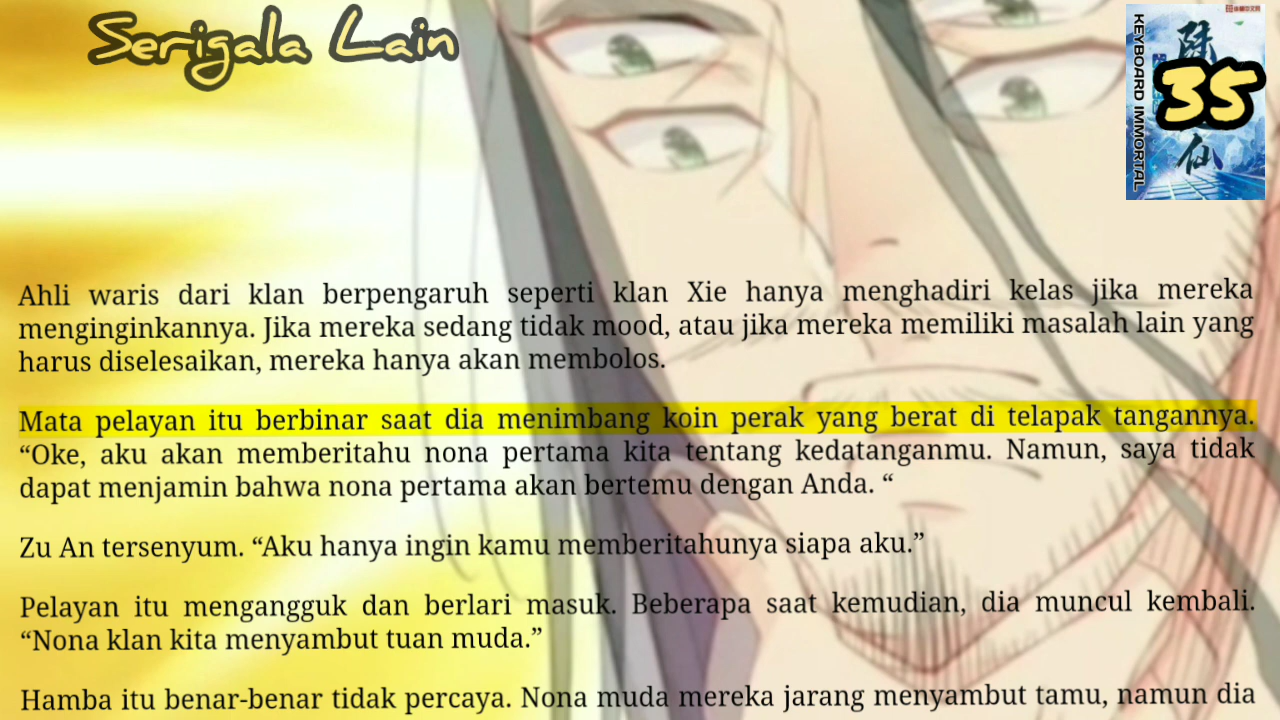 Serigala Lain
KEYBOARD IMMORTAL
35
仙
Ahli waris dari klan berpengaruh seperti klan Xie hanya menghadiri kelas jika mereka
menginginkannya. Jika mereka sedang tidak mood, atau jika mereka memiliki masalah lain yang
harus diselesaikan, mereka hanya akan membolos.
Mata pelayan itu berbinar saat dia menimbang koin perak yang berat di telapak tangannya.
“Oke, aku akan memberitahu nona pertama kita tentang kedatanganmu. Namun, saya tidak
dapat menjamin bahwa nona pertama akan bertemu dengan Anda. “
Zu An tersenyum. “Aku hanya ingin kamu memberitahunya siapa aku.”
Pelayan itu mengangguk dan berlari masuk. Beberapa saat kemudian, dia muncul kembali.
“Nona klan kita menyambut tuan muda.”
Hamba itu benar-benar tidak percaya. Nona muda mereka jarang menyambut tamu, namun dia